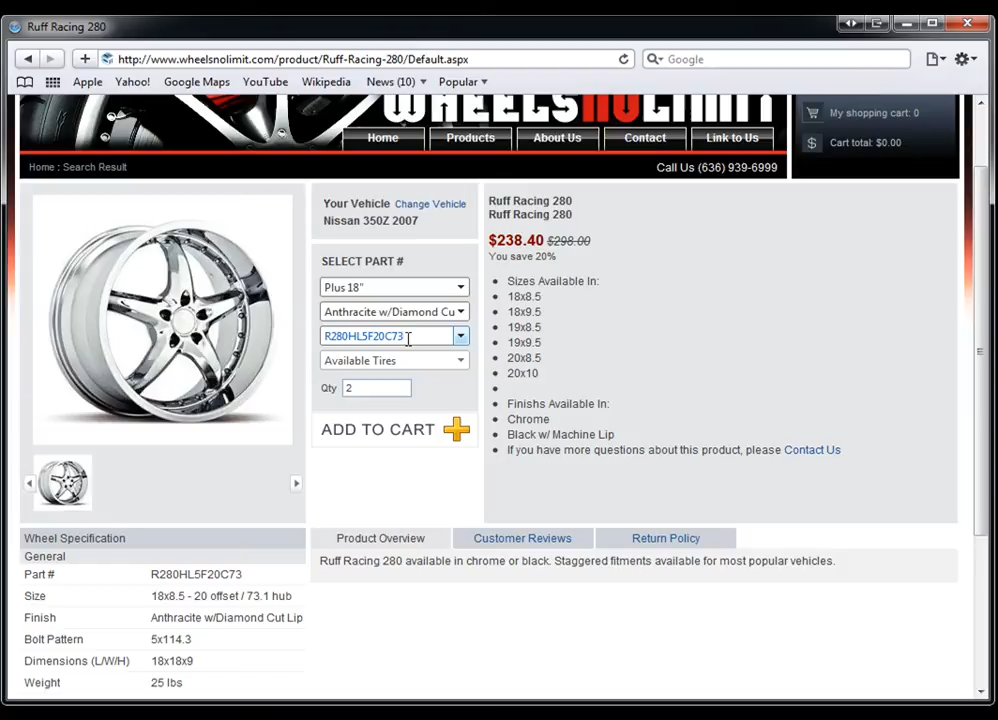 Ruff Racing 280
http://www.wheelsnolimit.com/product/Ruff-Racing-280/Default.aspx
Google
Apple
Yahoo!
Google Maps
YouTube
Wikipedia
News (10)
Popular
WHEELSNOLIMIT
My shopping cart: 0
Home
Products
About Us
Contact
Link to Us
Cart total: $0.00
Home : Search Result
Call Us (636) 939-6999
Your Vehicle Change Vehicle
Nissan 350Z 2007
SELECT PART #
Plus 18"
Anthracite w/Diamond Cu
R280HL5F20C73
Available Tires
Qty 2
ADD TO CART
Ruff Racing 280
Ruff Racing 280
$238.40 $298.00
You save 20%
Sizes Available In:
18x8.5
18x9.5
19x8.5
19x9.5
20x8.5
20x10
Finishs Available In:
Chrome
Black w/ Machine Lip
If you have more questions about this product, please Contact Us
Wheel Specification
General
Part # R280HL5F20C73
Size 18x8.5 - 20 offset / 73.1 hub
Finish Anthracite w/Diamond Cut Lip
Bolt Pattern 5x114.3
Dimensions (L/W/H) 18x18x9
Weight 25 lbs
Product Overview
Customer Reviews
Return Policy
Ruff Racing 280 available in chrome or black. Staggered fitments available for most popular vehicles.